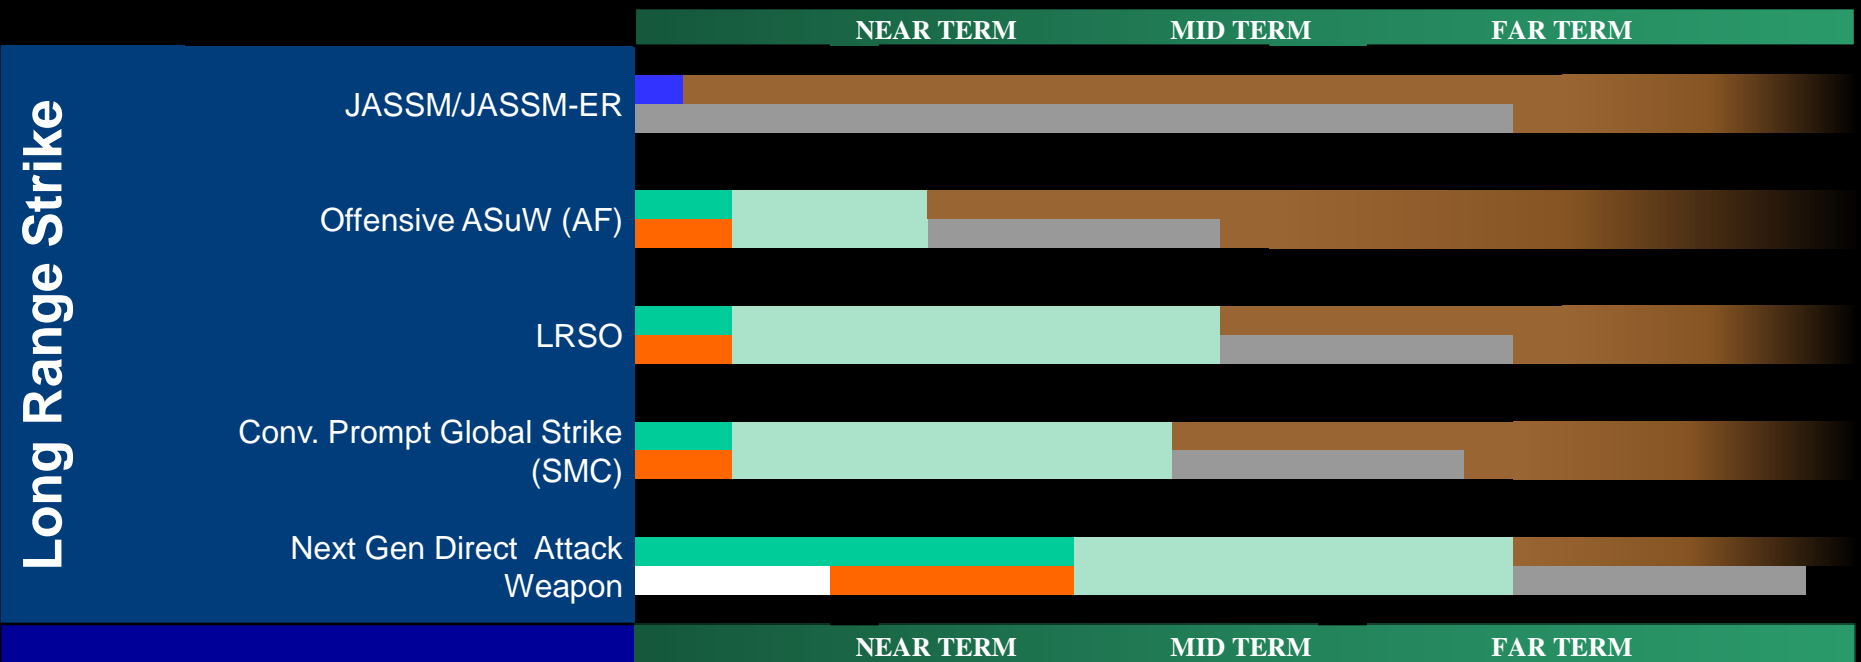 NEAR TERM MID TERM FAR TERM
Long Range Strike
JASSM/JASSM-ER
Offensive ASuW (AF)
LRSO
Conv. Prompt Global Strike
(SMC)
Next Gen Direct  Attack
Weapon
NEAR TERM MID TERM FAR TERM